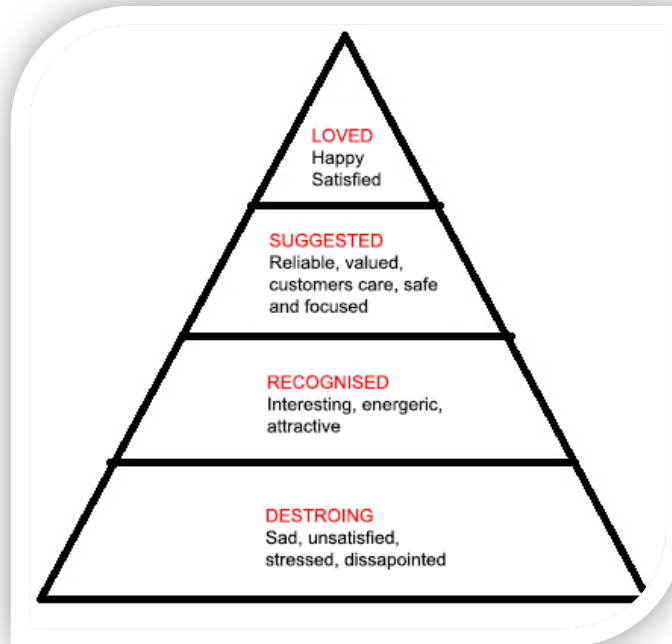 LOVED
Happy
Satisfied
SUGGESTED
Reliable, valued,
customers care, safe
and focused
RECOGNISED
Interesting, energeric,
attractive
DESTROING
Sad, unsatisfied,
stressed, dissapointed